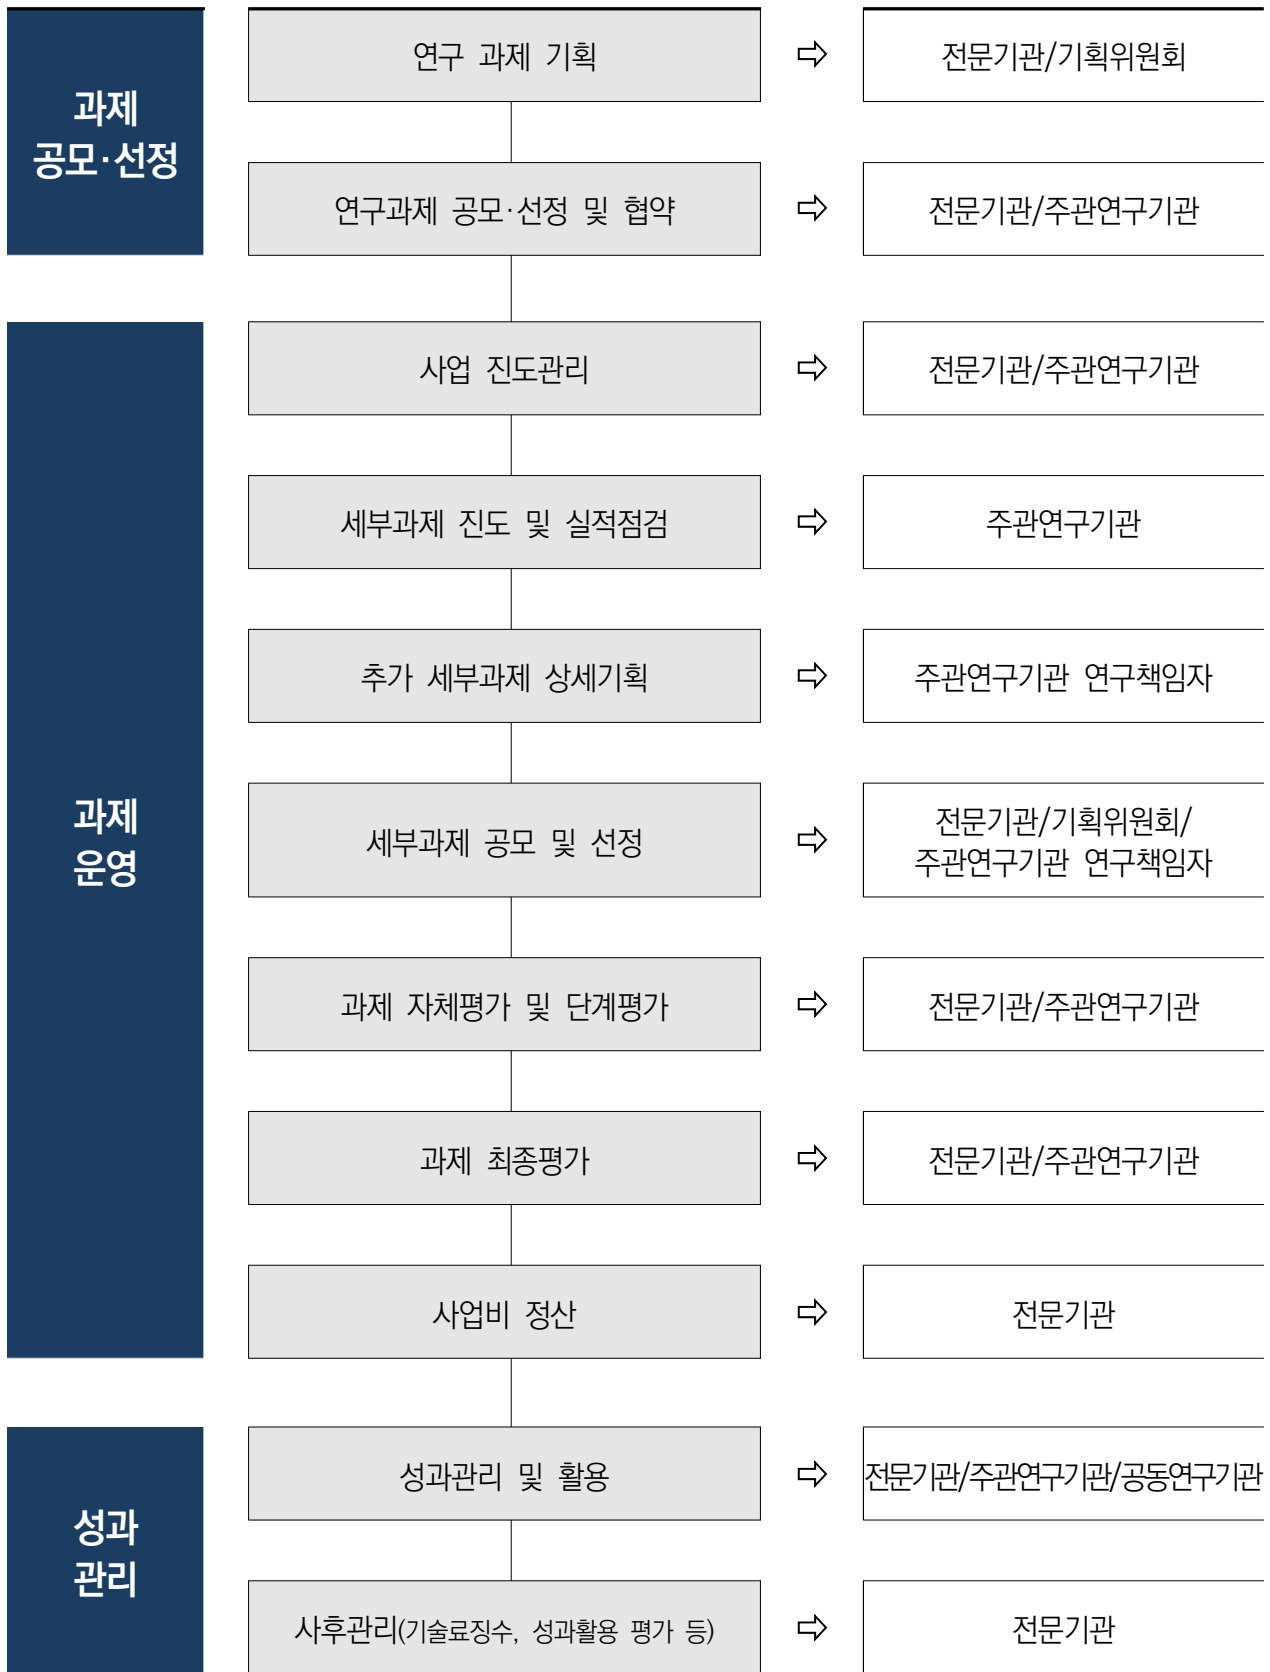 과제
공모·선정
연구 과제 기획
⇨
전문기관/기획위원회
연구과제 공모·선정 및 협약
⇨
전문기관/주관연구기관
과제
운영
사업 진도관리
⇨
전문기관/주관연구기관
세부과제 진도 및 실적점검
⇨
주관연구기관
추가 세부과제 상세기획
⇨
주관연구기관 연구책임자
세부과제 공모 및 선정
⇨
전문기관/기획위원회/
주관연구기관 연구책임자
과제 자체평가 및 단계평가
⇨
전문기관/주관연구기관
과제 최종평가
⇨
전문기관/주관연구기관
사업비 정산
⇨
전문기관
성과
관리
성과관리 및 활용
⇨
전문기관/주관연구기관/공동연구기관
사후관리(기술료징수, 성과활용 평가 등)
⇨
전문기관